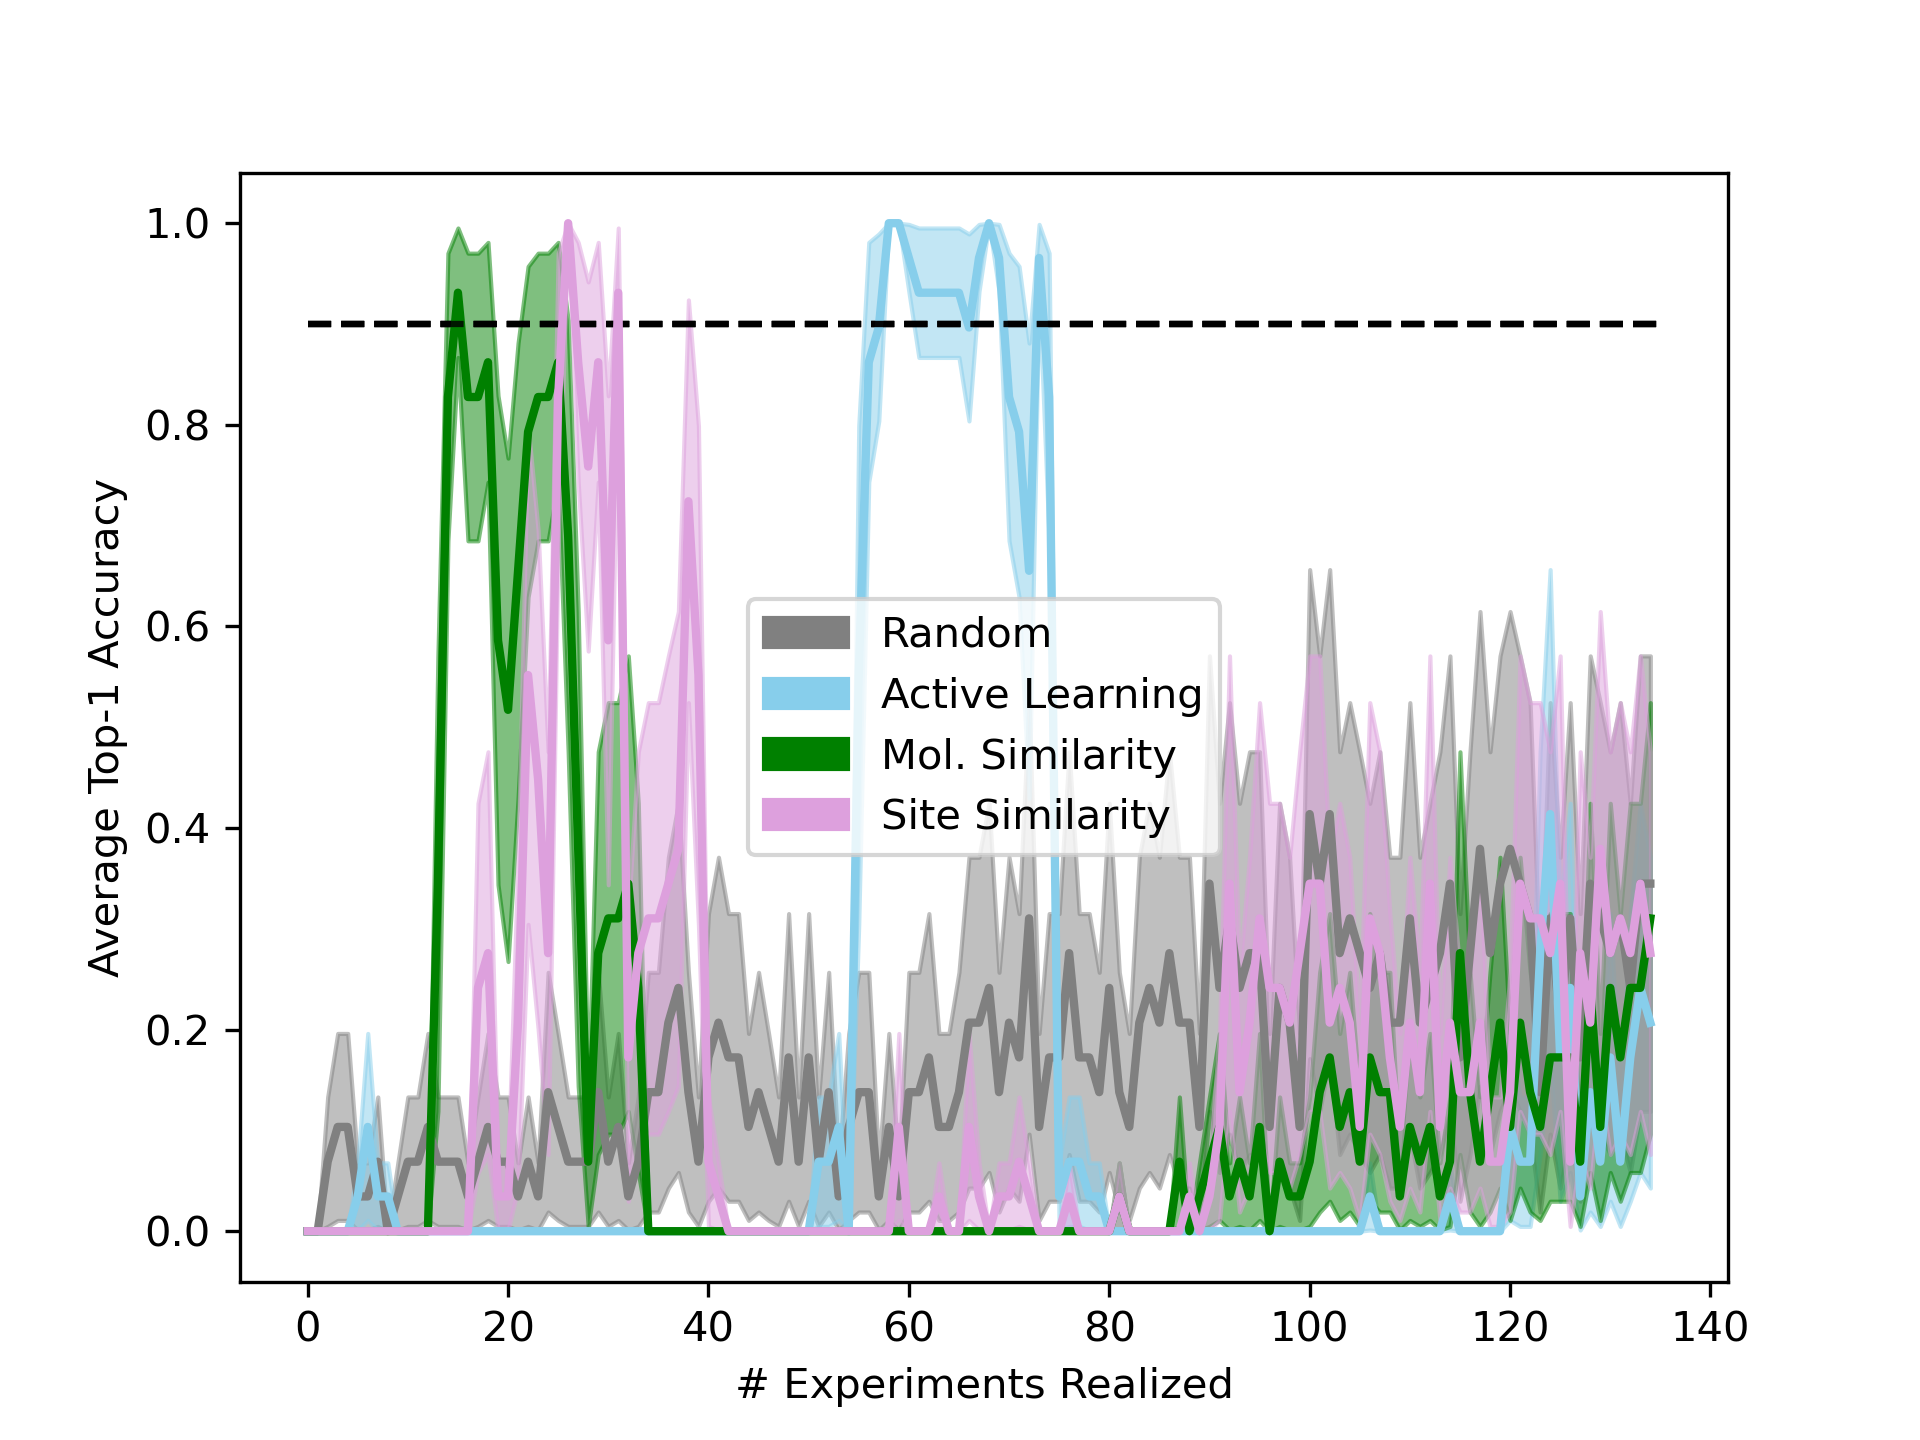 1.0
0.8
0.6
0.4
0.2
0.0
Average Top-1 Accuracy
Random
Active Learning
Mol. Similarity
Site Similarity
0 20 40 60 80 100 120 140
# Experiments Realized